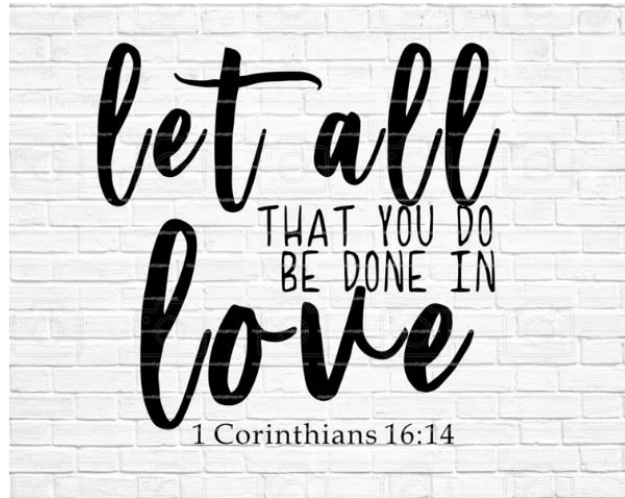 let all
THAT YOU DO
BE DONE IN
love
1 Corinthians 16:14